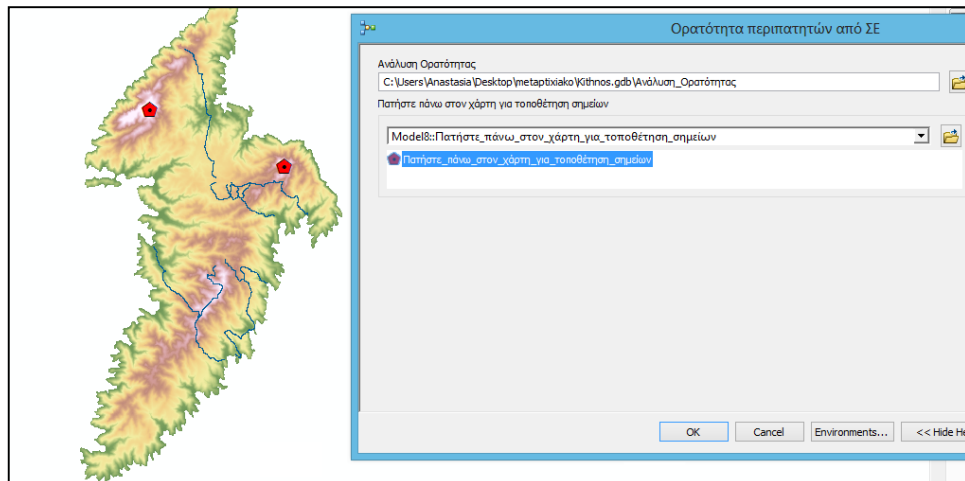 Ορατότητα περιπατητών από ΣΕ
Ανάλυση Ορατότητας
C:\Users\Anastasia\Desktop\metaptixiako\Kithnos.gdb\Ανάλυση_Ορατότητας
Πατήστε πάνω στον χάρτη για τοποθέτηση σημείων
Model8::Πατήστε_πάνω_στον_χάρτη_για_τοποθέτηση_σημείων
Πατήστε_πάνω_στον_χάρτη_για_τοποθέτηση_σημείων
OK Cancel Environments... << Hide He